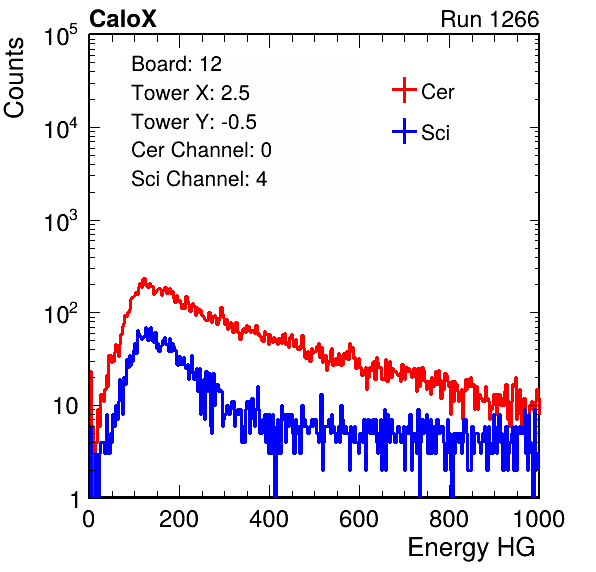 CaloX Run 1266
Counts
10^5
10^4
10^3
10^2
10
1
Board: 12
Tower X: 2.5
Tower Y: -0.5
Cer Channel: 0
Sci Channel: 4
Cer
Sci
0 200 400 600 800 1000
Energy HG